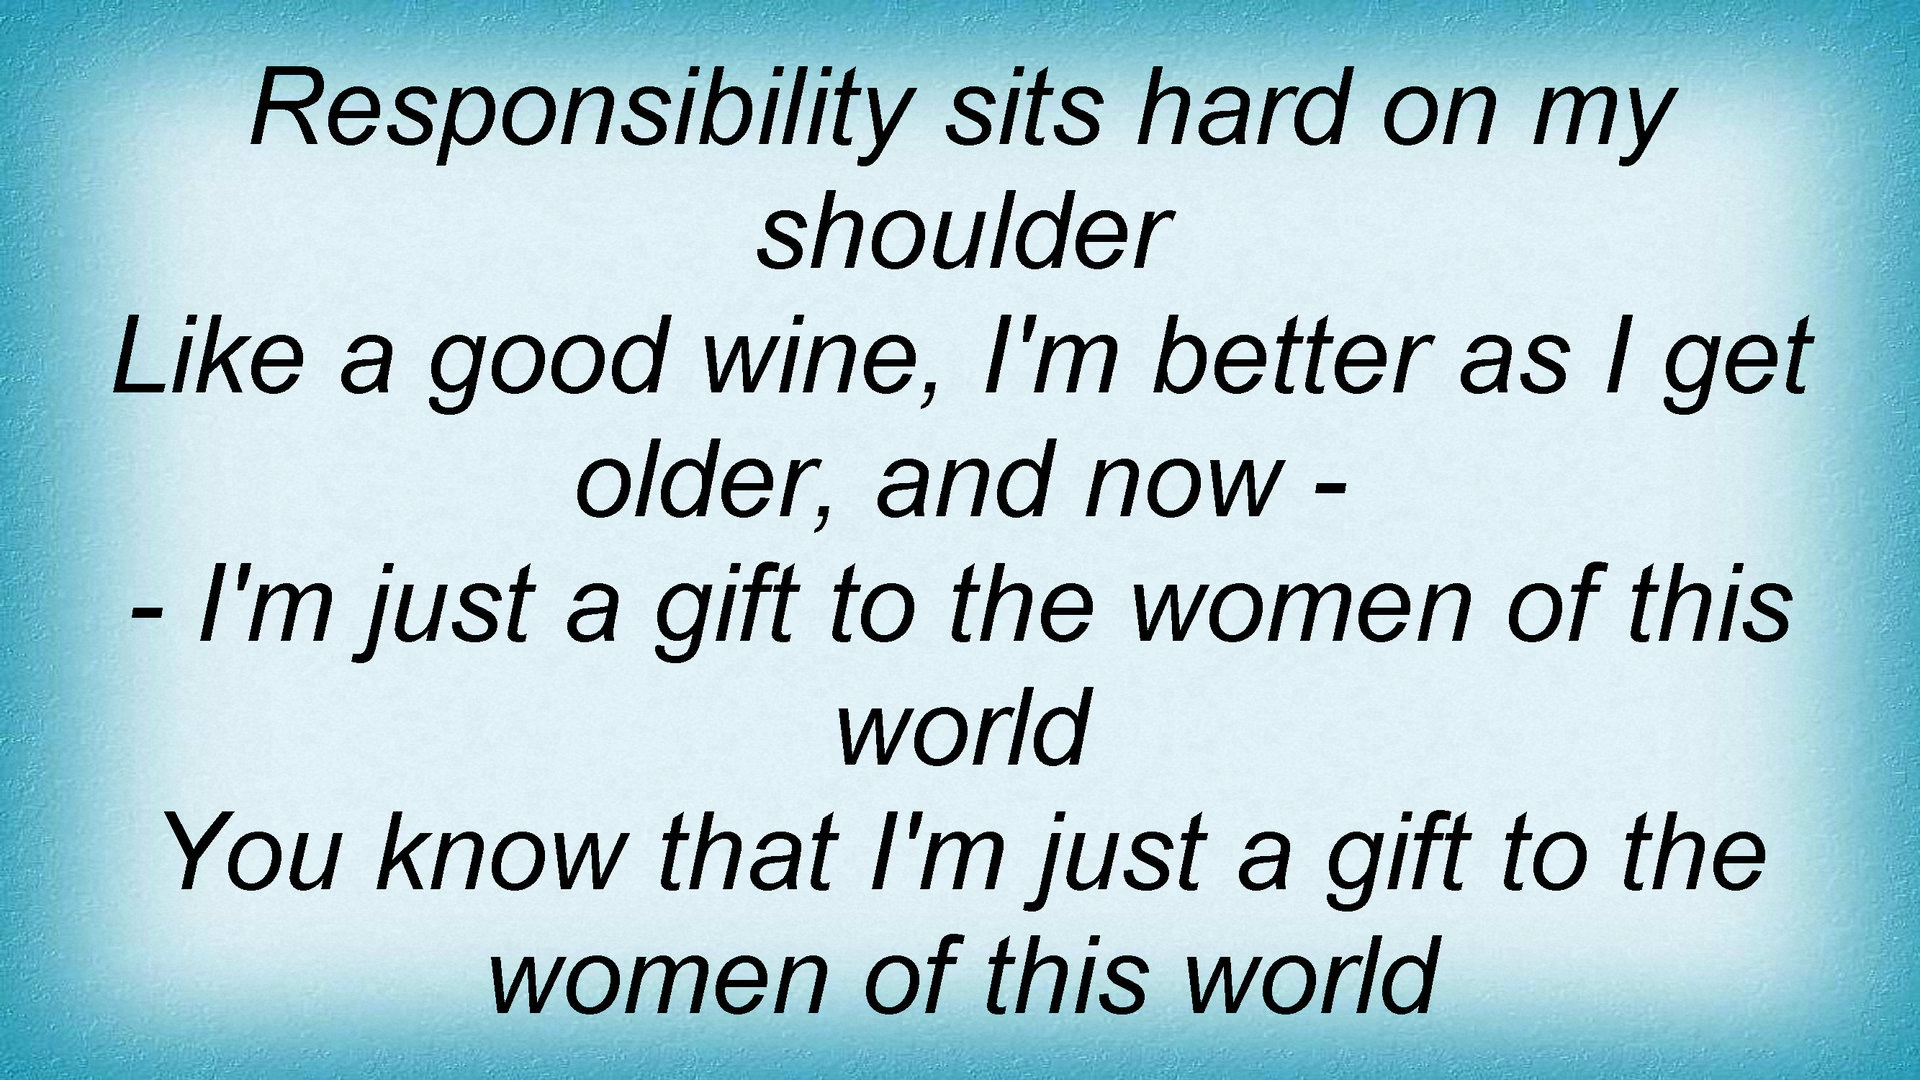 Responsibility sits hard on my
shoulder
Like a good wine, I'm better as I get
older, and now -
- I'm just a gift to the women of this
world
You know that I'm just a gift to the
women of this world